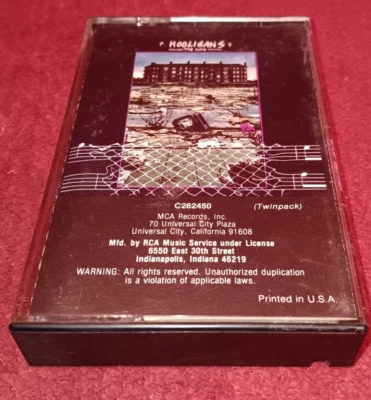 HOOLIGANS
THE WHO
C262450 (Twinpack)
MCA Records, Inc.
70 Universal City Plaza
Universal City, California 91608
Mfd. by RCA Music Service under License
6550 East 30th Street
Indianapolis, Indiana 46219
WARNING: All rights reserved. Unauthorized duplication
is a violation of applicable laws.
Printed in U.S.A.